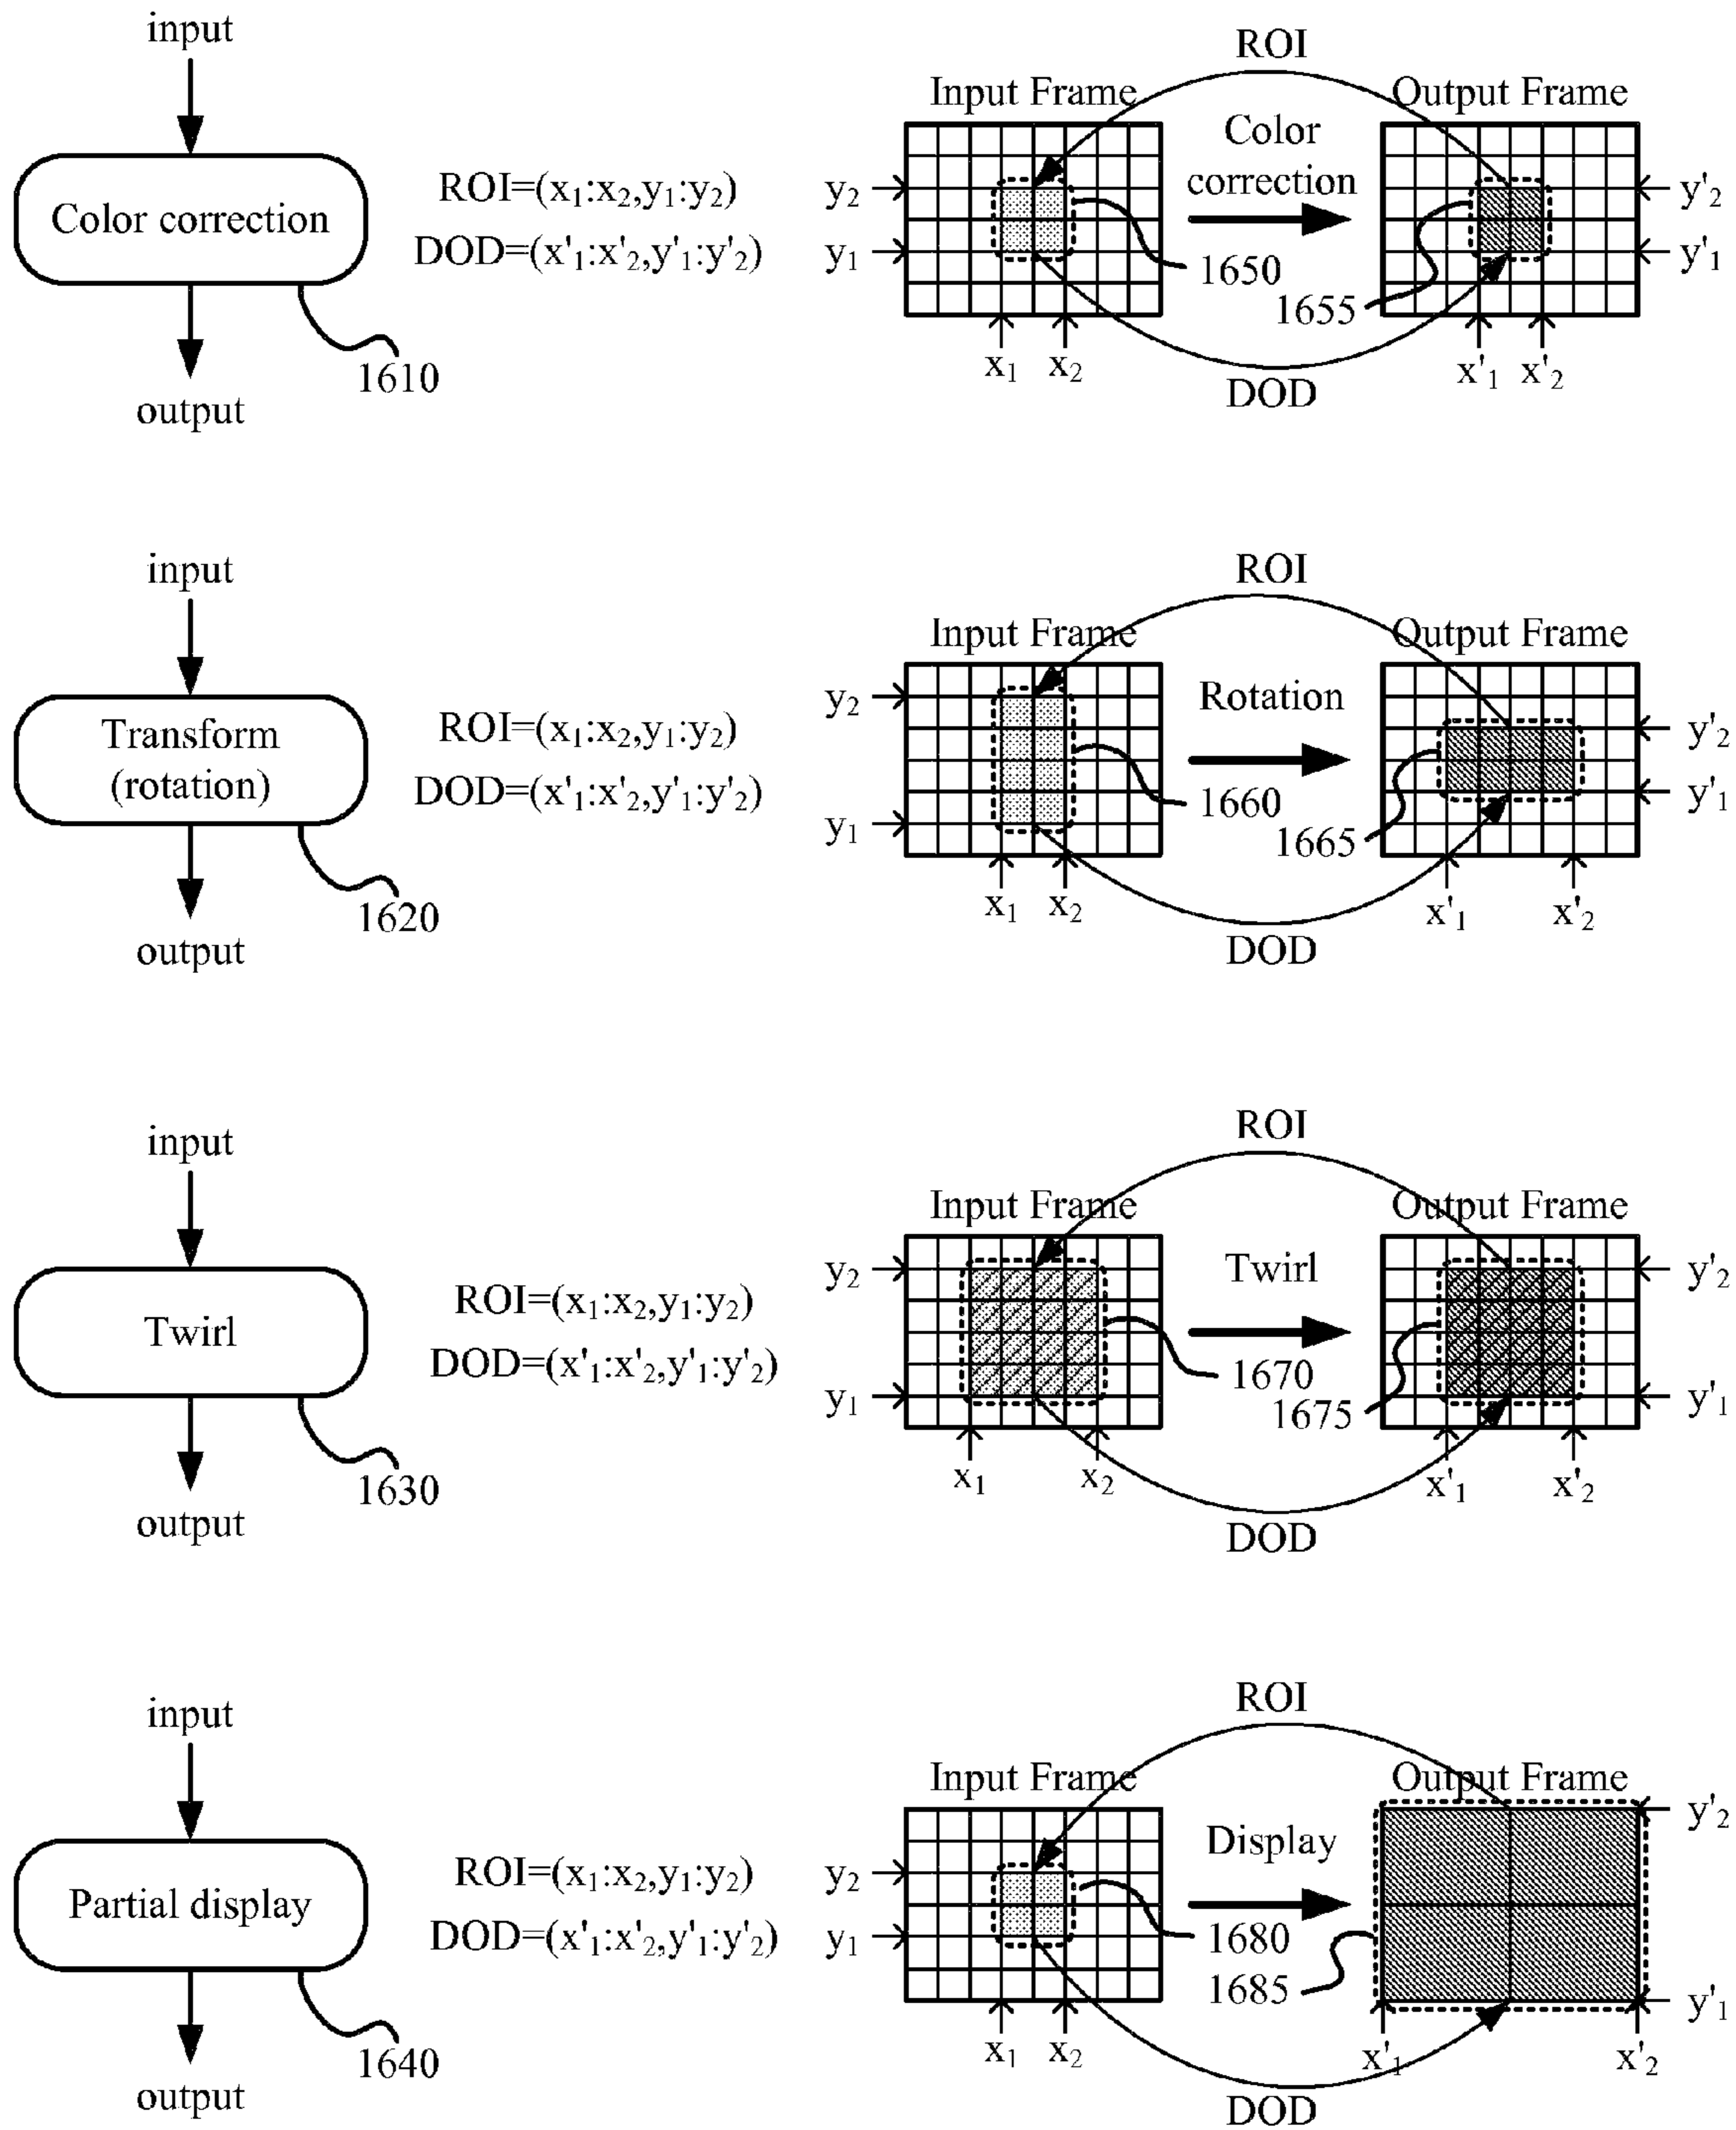 input
Color correction
1610
output
ROI=(x₁:x₂,y₁:y₂)
DOD=(x'₁:x'₂,y'₁:y'₂)
ROI
Input Frame
Output Frame
Color
correction
y₂
y₁
y'₂
y'₁
1650
1655
x₁
x₂
x'₁
x'₂
DOD
input
Transform
(rotation)
1620
output
ROI=(x₁:x₂,y₁:y₂)
DOD=(x'₁:x'₂,y'₁:y'₂)
ROI
Input Frame
Output Frame
Rotation
y₂
y₁
y'₂
y'₁
1660
1665
x₁
x₂
x'₁
x'₂
DOD
input
Twirl
1630
output
ROI=(x₁:x₂,y₁:y₂)
DOD=(x'₁:x'₂,y'₁:y'₂)
ROI
Input Frame
Output Frame
Twirl
y₂
y₁
y'₂
y'₁
1670
1675
x₁
x₂
x'₁
x'₂
DOD
input
Partial display
1640
output
ROI=(x₁:x₂,y₁:y₂)
DOD=(x'₁:x'₂,y'₁:y'₂)
ROI
Input Frame
Output Frame
Display
y₂
y₁
y'₂
y'₁
1680
1685
x₁
x₂
x'₁
x'₂
DOD